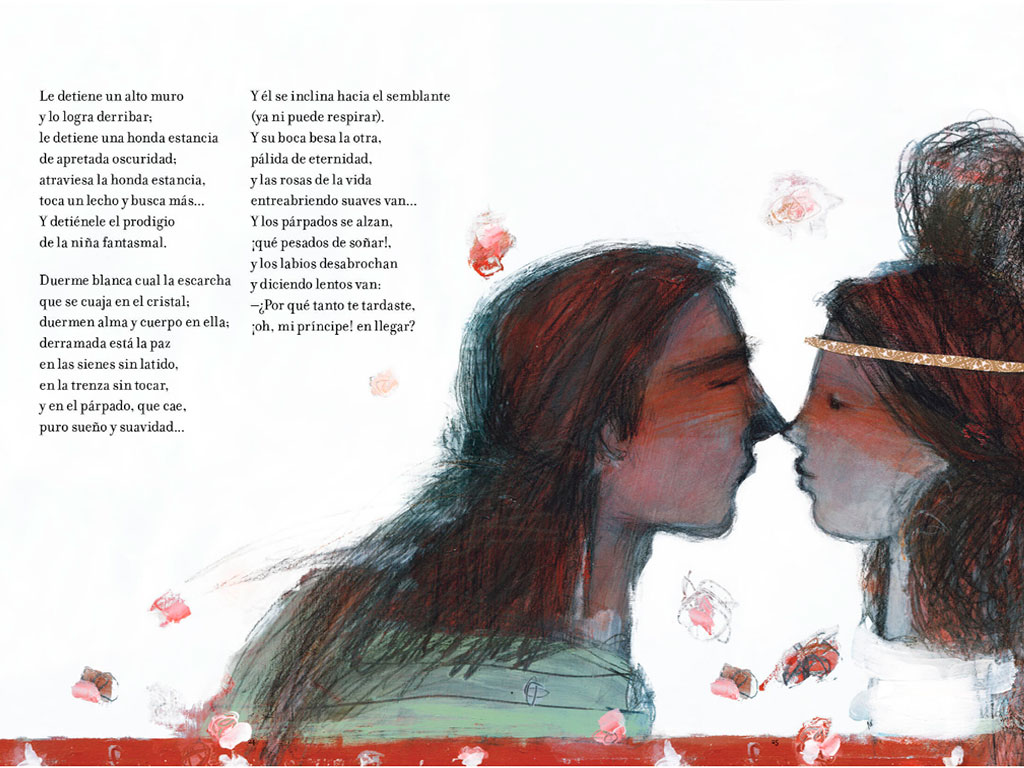 Le detiene un alto muro
y lo logra derribar;
le detiene una honda estancia
de apretada oscuridad;
atraviesa la honda estancia,
toca un lecho y busca más...
Y detiénele el prodigio
de la niña fantasmal.
Duerme blanca cual la escarcha
que se cuaja en el cristal;
duermen alma y cuerpo en ella;
derramada está la paz
en las sienes sin latido,
en la trenza sin tocar,
y en el párpado, que cae,
puro sueño y suavidad...
Y él se inclina hacia el semblante
(ya ni puede respirar).
Y su boca besa la otra,
pálida de eternidad,
y las rosas de la vida
entreabriendo suaves van...
Y los párpados se alzan,
¡qué pesados de soñar!,
y los labios desabrochan
y diciendo lentos van:
—¿Por qué tanto te tardaste,
¡oh, mi príncipe! en llegar?
24
25